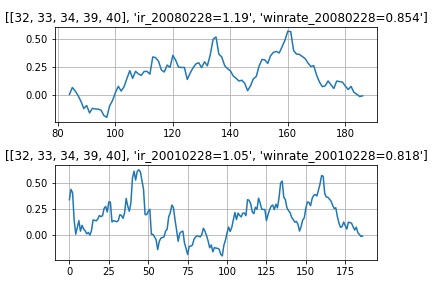 [[32, 33, 34, 39, 40], 'ir_20080228=1.19', 'winrate_20080228=0.854']
0.50
0.25
0.00
80 100 120 140 160 180
[[32, 33, 34, 39, 40], 'ir_20010228=1.05', 'winrate_20010228=0.818']
0.50
0.25
0.00
0 25 50 75 100 125 150 175